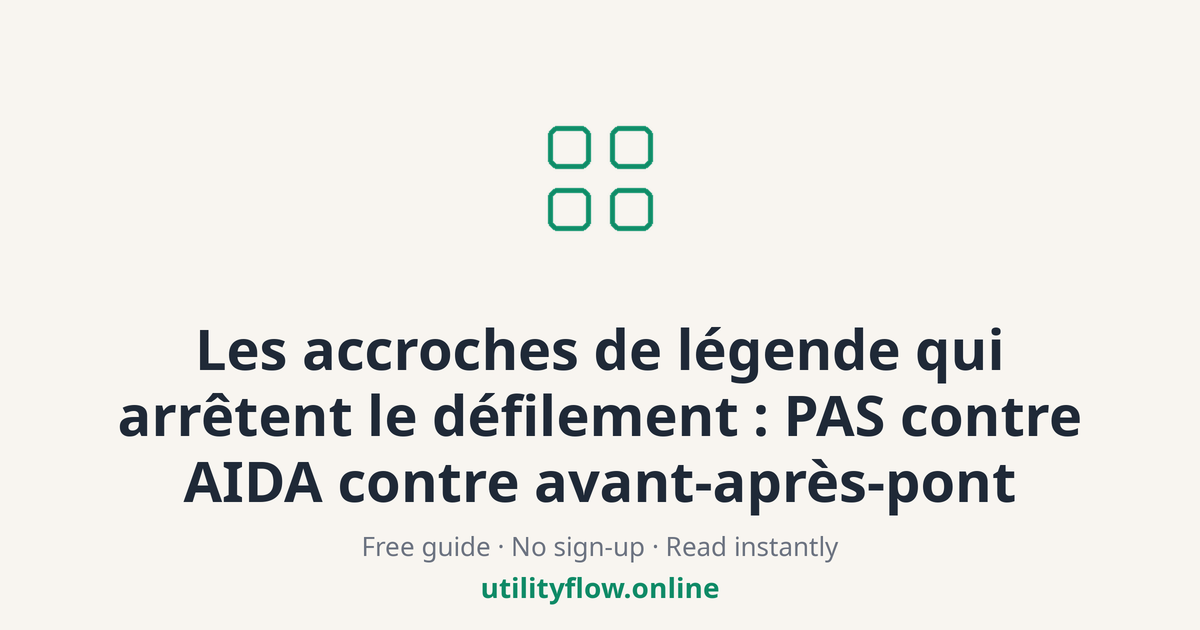 Les accroches de légende qui
arrêtent le défilement : PAS contre
AIDA contre avant-après-pont
Free guide · No sign-up · Read instantly
utilityflow.online